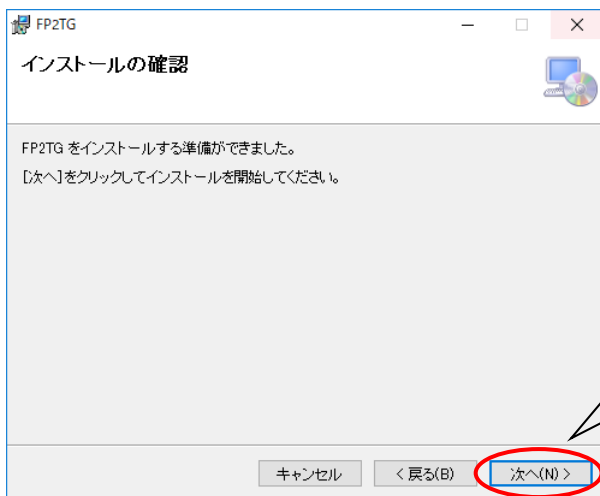 FP2TG
インストールの確認
FP2TG をインストールする準備ができました。
[次へ]をクリックしてインストールを開始してください。
キャンセル
< 戻る(B)
次へ(N) >